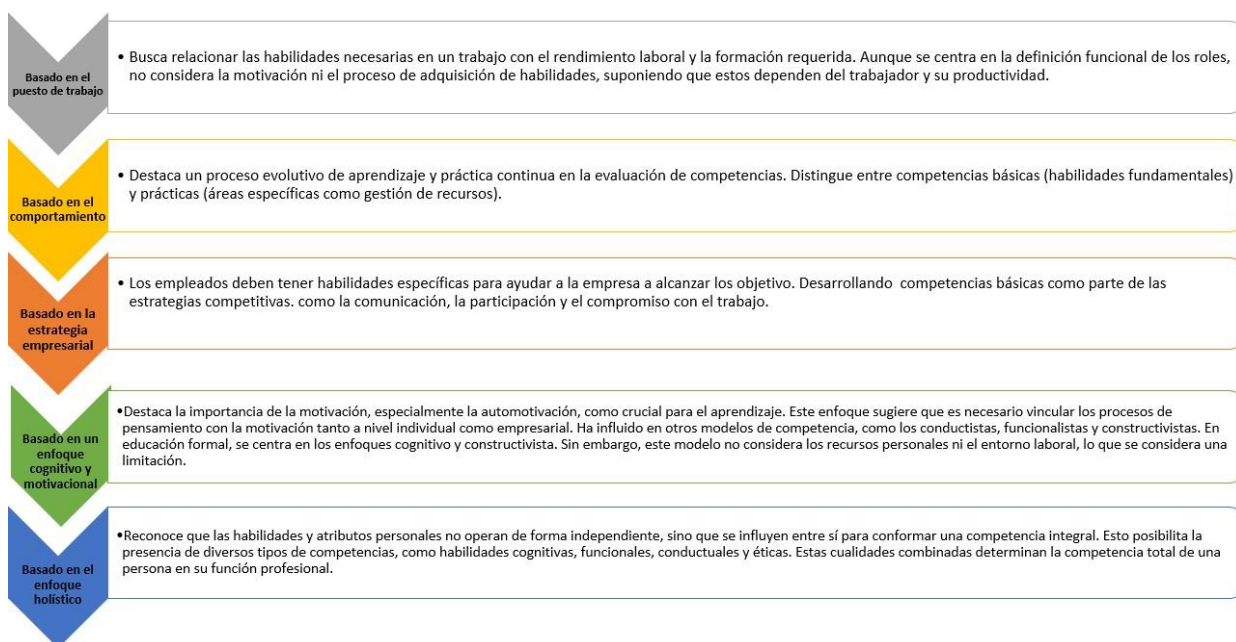 Basado en el
puesto de trabajo
• Busca relacionar las habilidades necesarias en un trabajo con el rendimiento laboral y la formación requerida. Aunque se centra en la definición funcional de los roles,
no considera la motivación ni el proceso de adquisición de habilidades, suponiendo que estos dependen del trabajador y su productividad.
Basado en el
comportamiento
• Destaca un proceso evolutivo de aprendizaje y práctica continua en la evaluación de competencias. Distingue entre competencias básicas (habilidades fundamentales)
y prácticas (áreas específicas como gestión de recursos).
Basado en la
estrategia
empresarial
• Los empleados deben tener habilidades específicas para ayudar a la empresa a alcanzar los objetivo. Desarrollando competencias básicas como parte de las
estrategias competitivas. como la comunicación, la participación y el compromiso con el trabajo.
Basado en un
enfoque
cognitivo y
motivacional
•Destaca la importancia de la motivación, especialmente la automotivación, como crucial para el aprendizaje. Este enfoque sugiere que es necesario vincular los procesos de
pensamiento con la motivación tanto a nivel individual como empresarial. Ha influido en otros modelos de competencia, como los conductistas, funcionalistas y constructivistas. En
educación formal, se centra en los enfoques cognitivo y constructivista. Sin embargo, este modelo no considera los recursos personales ni el entorno laboral, lo que se considera una
limitación.
Basado en el
enfoque
holístico
•Reconoce que las habilidades y atributos personales no operan de forma independiente, sino que se influyen entre sí para conformar una competencia integral. Esto posibilita la
presencia de diversos tipos de competencias, como habilidades cognitivas, funcionales, conductuales y éticas. Estas cualidades combinadas determinan la competencia total de una
persona en su función profesional.